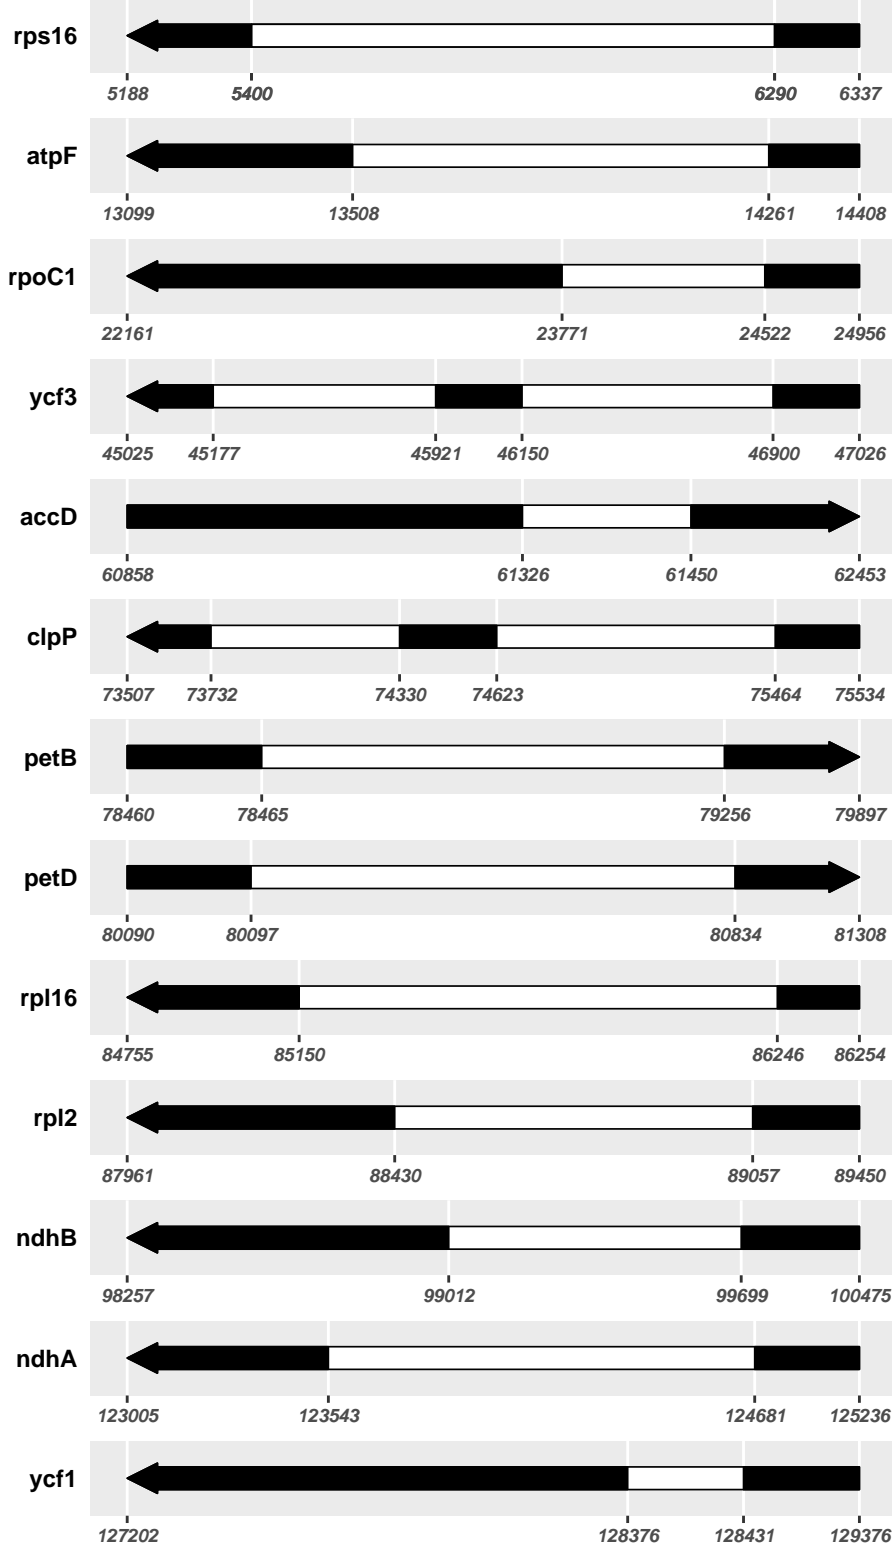 rps16
5188 5400 6290 6337
atpF
13099 13508 14261 14408
rpoC1
22161 23771 24522 24956
ycf3
45025 45177 45921 46150 46900 47026
accD
60858 61326 61450 62453
clpP
73507 73732 74330 74623 75464 75534
petB
78460 78465 79256 79897
petD
80090 80097 80834 81308
rpl16
84755 85150 86246 86254
rpl2
87961 88430 89057 89450
ndhB
98257 99012 99699 100475
ndhA
123005 123543 124681 125236
ycf1
127202 128376 128431 129376